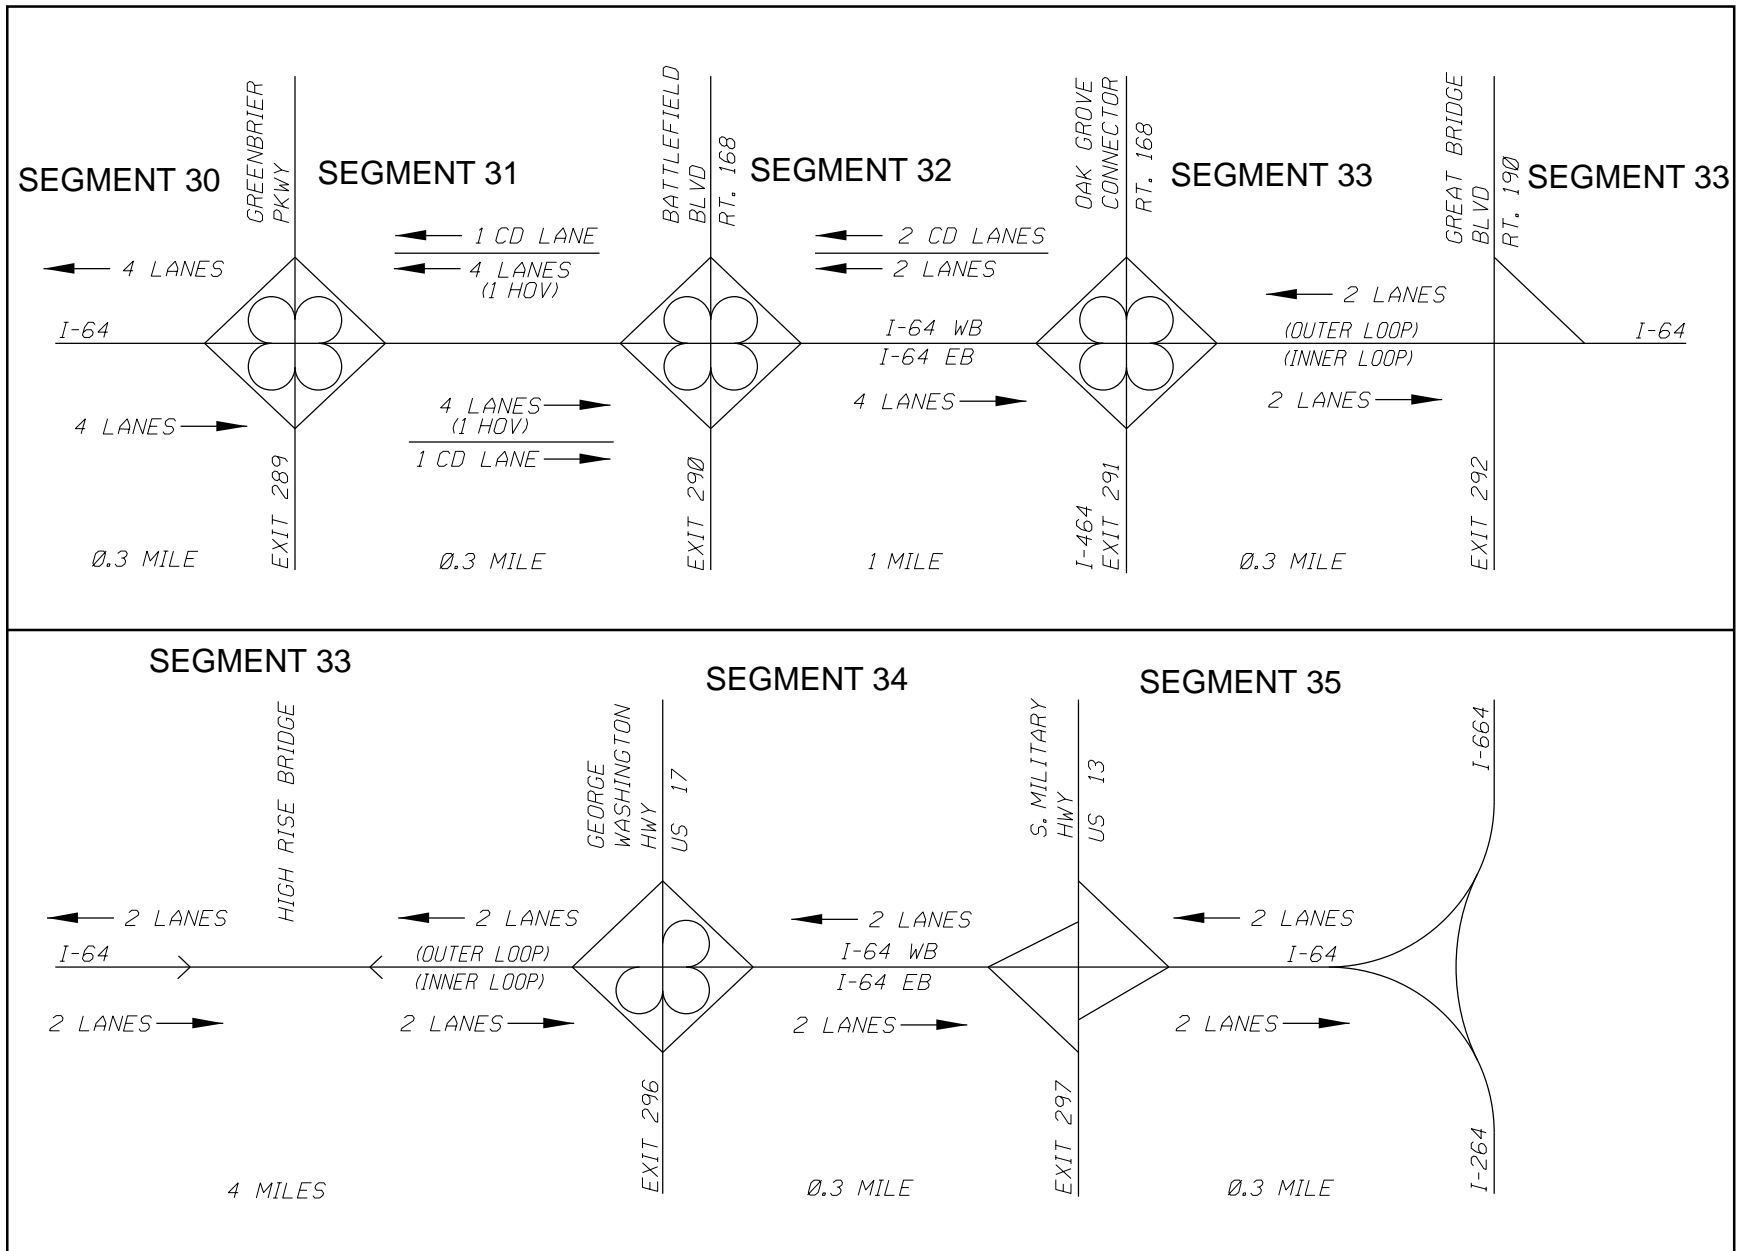 SEGMENT 30
GREENBRIER
PKWY
SEGMENT 31
BATTLEFIELD
BLVD
RT. 168
SEGMENT 32
OAK GROVE
CONNECTOR
RT. 168
SEGMENT 33
GREAT BRIDGE
BLVD
RT. 190
SEGMENT 33
4 LANES
1 CD LANE
4 LANES
(1 HOV)
2 CD LANES
2 LANES
2 LANES
I-64
I-64 WB
I-64 EB
(OUTER LOOP)
(INNER LOOP)
I-64
4 LANES
4 LANES
(1 HOV)
1 CD LANE
4 LANES
2 LANES
EXIT 289
EXIT 290
I-464
EXIT 291
EXIT 292
0.3 MILE
0.3 MILE
1 MILE
0.3 MILE
SEGMENT 33
SEGMENT 34
SEGMENT 35
HIGH RISE BRIDGE
GEORGE
WASHINGTON
HWY
US 17
S. MILITARY
HWY
US 13
I-664
2 LANES
2 LANES
2 LANES
2 LANES
I-64
(OUTER LOOP)
(INNER LOOP)
I-64 WB
I-64 EB
I-64
2 LANES
2 LANES
2 LANES
2 LANES
EXIT 296
EXIT 297
I-264
4 MILES
0.3 MILE
0.3 MILE